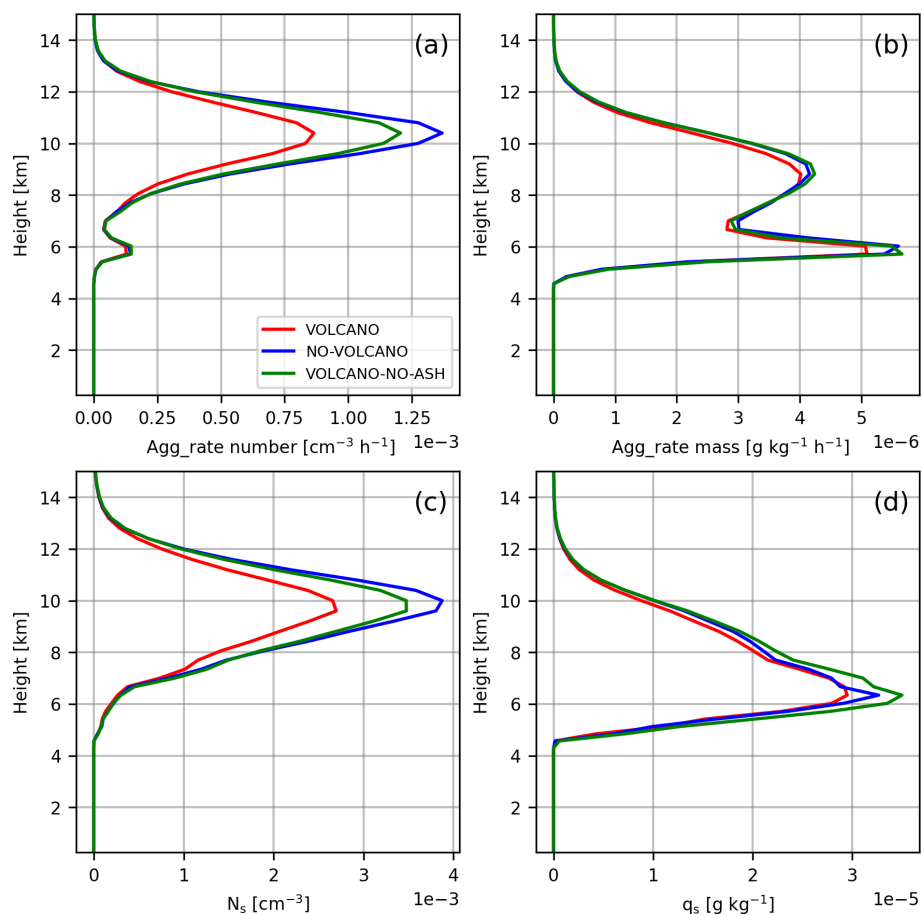 (a)
14
12
10
8
6
4
2
Height [km]
VOLCANO
NO-VOLCANO
VOLCANO-NO-ASH
0.00 0.25 0.50 0.75 1.00 1.25
1e−3
Agg_rate number [cm⁻³ h⁻¹]
(b)
14
12
10
8
6
4
2
Height [km]
0 1 2 3 4 5
1e−6
Agg_rate mass [g kg⁻¹ h⁻¹]
(c)
14
12
10
8
6
4
2
Height [km]
0 1 2 3 4
1e−3
Nₛ [cm⁻³]
(d)
14
12
10
8
6
4
2
Height [km]
0 1 2 3
1e−5
qₛ [g kg⁻¹]